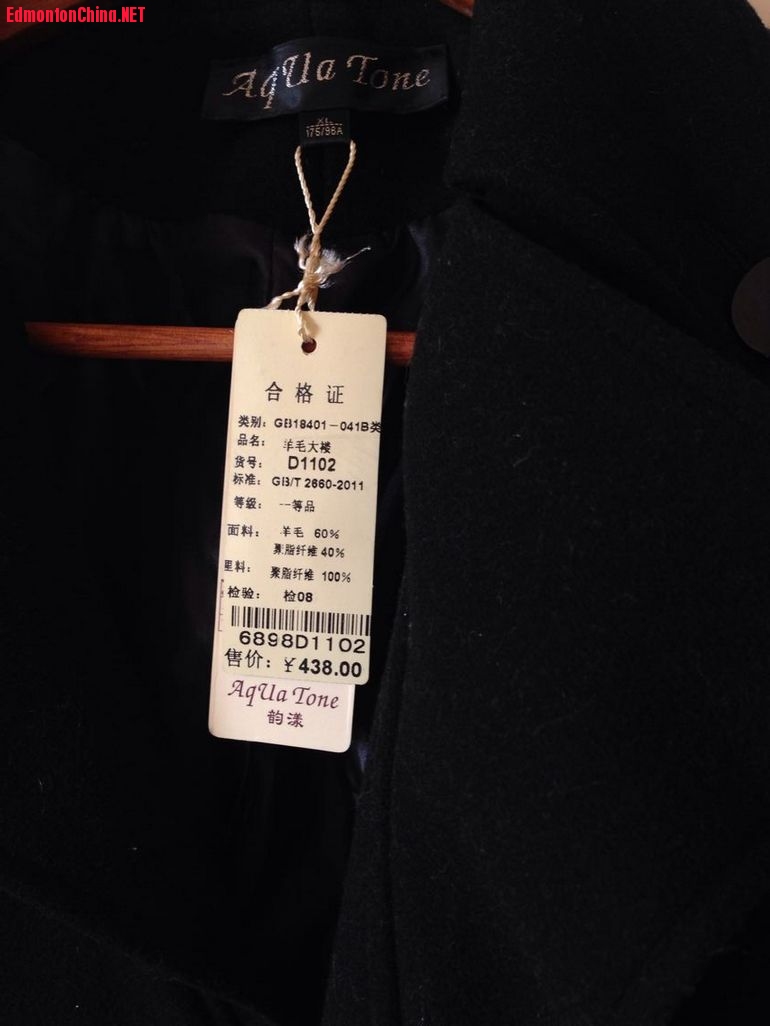 EdmontonChina.NET
AqUa Tone
XL
175/96A
合格证
类别: GB18401-041B类
品名: 羊毛大楼
货号: D1102
标准: GB/T 2660-2011
等级: 一等品
面料: 羊毛 60%
聚脂纤维 40%
里料: 聚脂纤维 100%
检验: 检08
6898D1102
售价: ¥438.00
AqUa Tone
韵漾